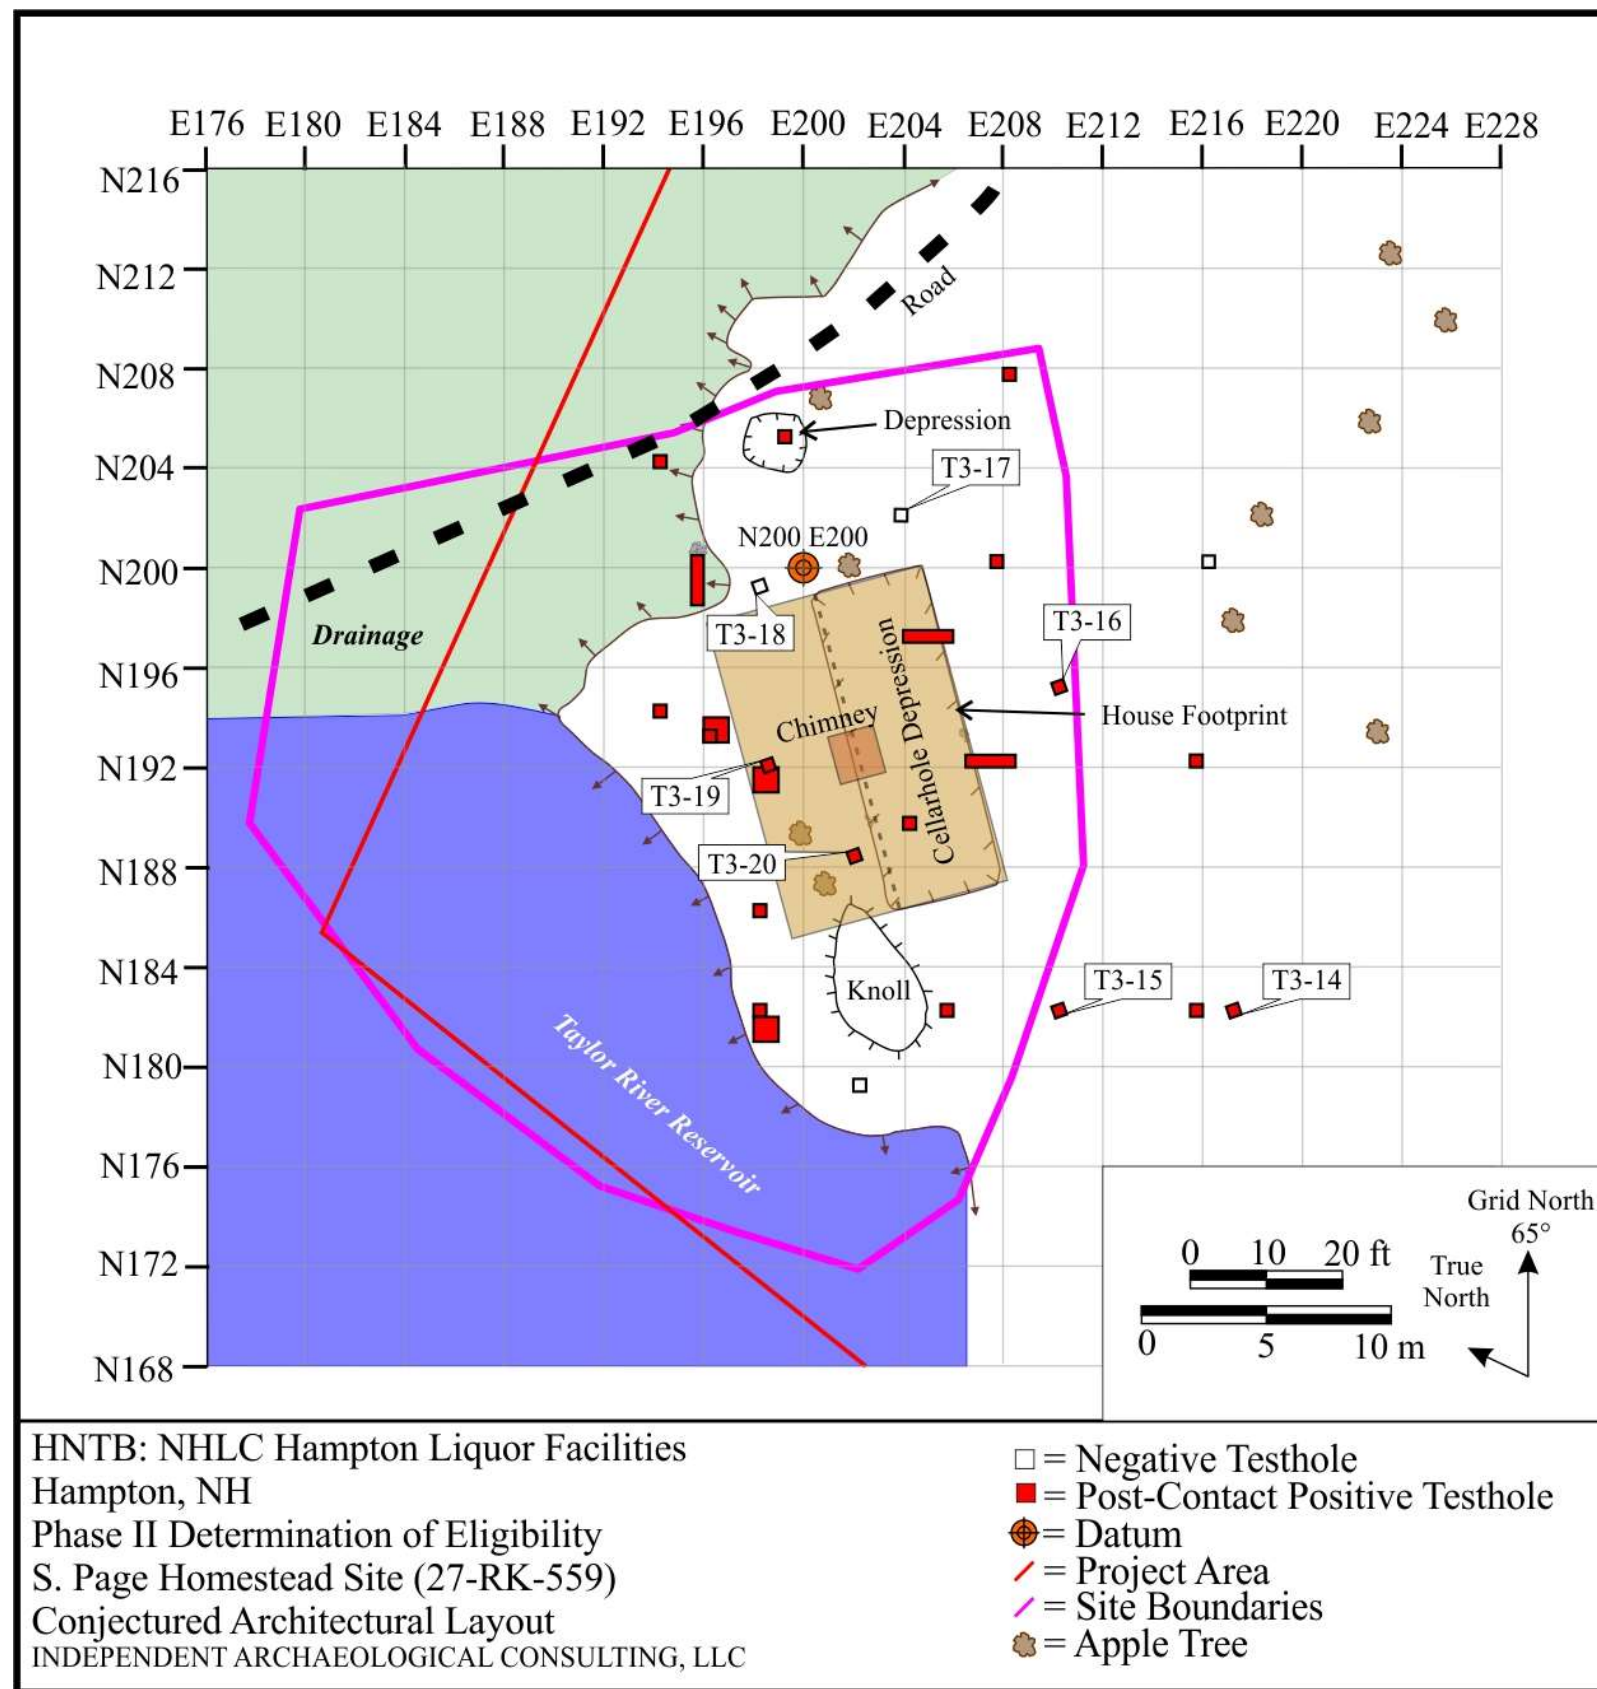 E176 E180 E184 E188 E192 E196 E200 E204 E208 E212 E216 E220 E224 E228
N216
N212
Road
N208
Depression
N204
T3-17
N200 E200
N200
T3-16
Drainage
T3-18
N196
Cellarhole Depression
House Footprint
Chimney
N192
T3-19
T3-20
N188
N184
T3-15
T3-14
Knoll
Taylor River Reservoir
N180
N176
N172
N168
Grid North
65°
True
North
0 10 20 ft
0 5 10 m
HNTB: NHLC Hampton Liquor Facilities
Hampton, NH
Phase II Determination of Eligibility
S. Page Homestead Site (27-RK-559)
Conjectured Architectural Layout
INDEPENDENT ARCHAEOLOGICAL CONSULTING, LLC
= Negative Testhole
= Post-Contact Positive Testhole
= Datum
= Project Area
= Site Boundaries
= Apple Tree